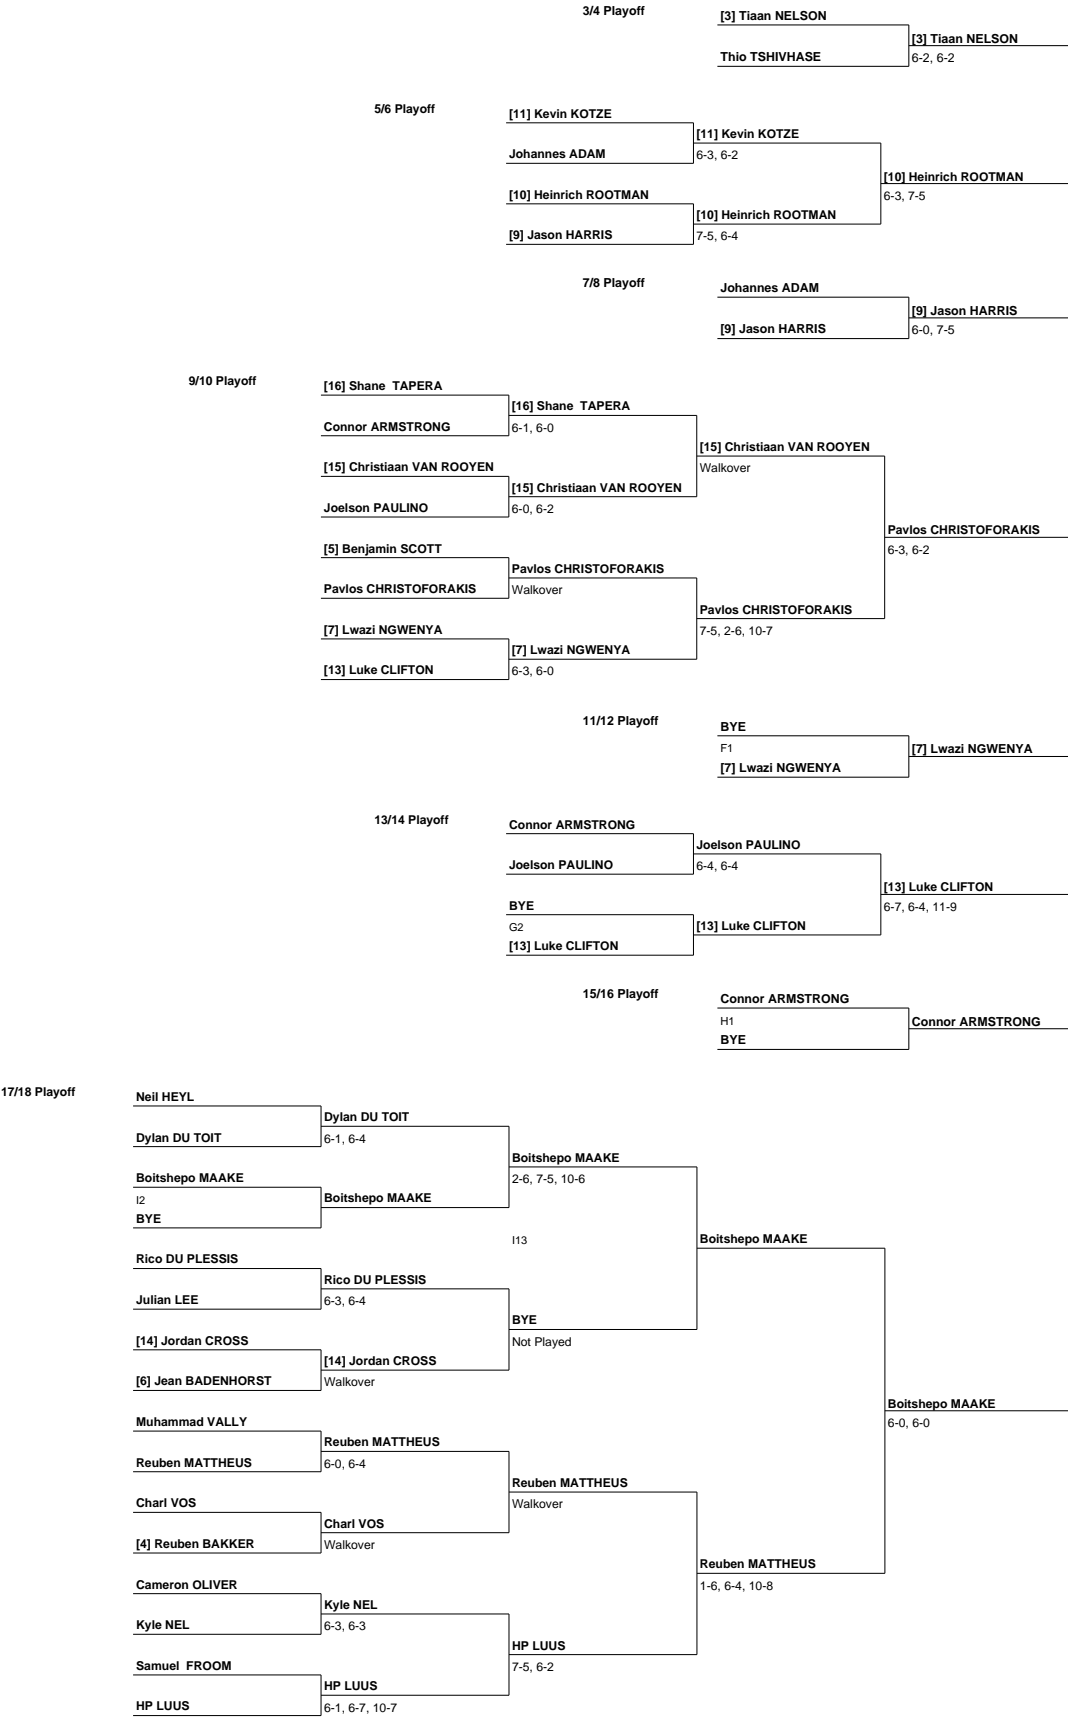 3/4 Playoff
[3] Tiaan NELSON
[3] Tiaan NELSON
Thio TSHIVHASE
6-2, 6-2
5/6 Playoff
[11] Kevin KOTZE
[11] Kevin KOTZE
Johannes ADAM
6-3, 6-2
[10] Heinrich ROOTMAN
6-3, 7-5
[10] Heinrich ROOTMAN
[10] Heinrich ROOTMAN
[9] Jason HARRIS
7-5, 6-4
7/8 Playoff
Johannes ADAM
[9] Jason HARRIS
[9] Jason HARRIS
6-0, 7-5
9/10 Playoff
[16] Shane  TAPERA
[16] Shane  TAPERA
Connor ARMSTRONG
6-1, 6-0
[15] Christiaan VAN ROOYEN
Walkover
[15] Christiaan VAN ROOYEN
[15] Christiaan VAN ROOYEN
Joelson PAULINO
6-0, 6-2
Pavlos CHRISTOFORAKIS
6-3, 6-2
[5] Benjamin SCOTT
Pavlos CHRISTOFORAKIS
Pavlos CHRISTOFORAKIS
Walkover
Pavlos CHRISTOFORAKIS
7-5, 2-6, 10-7
[7] Lwazi NGWENYA
[7] Lwazi NGWENYA
[13] Luke CLIFTON
6-3, 6-0
11/12 Playoff
BYE
F1
[7] Lwazi NGWENYA
[7] Lwazi NGWENYA
13/14 Playoff
Connor ARMSTRONG
Joelson PAULINO
Joelson PAULINO
6-4, 6-4
[13] Luke CLIFTON
6-7, 6-4, 11-9
BYE
G2
[13] Luke CLIFTON
[13] Luke CLIFTON
15/16 Playoff
Connor ARMSTRONG
H1
Connor ARMSTRONG
BYE
17/18 Playoff
Neil HEYL
Dylan DU TOIT
Dylan DU TOIT
6-1, 6-4
Boitshepo MAAKE
2-6, 7-5, 10-6
Boitshepo MAAKE
I2
Boitshepo MAAKE
BYE
I13
Boitshepo MAAKE
Rico DU PLESSIS
Rico DU PLESSIS
Julian LEE
6-3, 6-4
BYE
Not Played
[14] Jordan CROSS
[14] Jordan CROSS
[6] Jean BADENHORST
Walkover
Boitshepo MAAKE
6-0, 6-0
Muhammad VALLY
Reuben MATTHEUS
Reuben MATTHEUS
6-0, 6-4
Reuben MATTHEUS
Walkover
Charl VOS
Charl VOS
[4] Reuben BAKKER
Walkover
Reuben MATTHEUS
1-6, 6-4, 10-8
Cameron OLIVER
Kyle NEL
Kyle NEL
6-3, 6-3
HP LUUS
7-5, 6-2
Samuel  FROOM
HP LUUS
HP LUUS
6-1, 6-7, 10-7